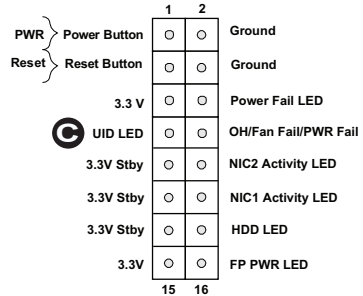 1 2
PWR Power Button Ground
Reset Reset Button Ground
3.3 V Power Fail LED
C UID LED OH/Fan Fail/PWR Fail
3.3V Stby NIC2 Activity LED
3.3V Stby NIC1 Activity LED
3.3V Stby HDD LED
3.3V FP PWR LED
15 16